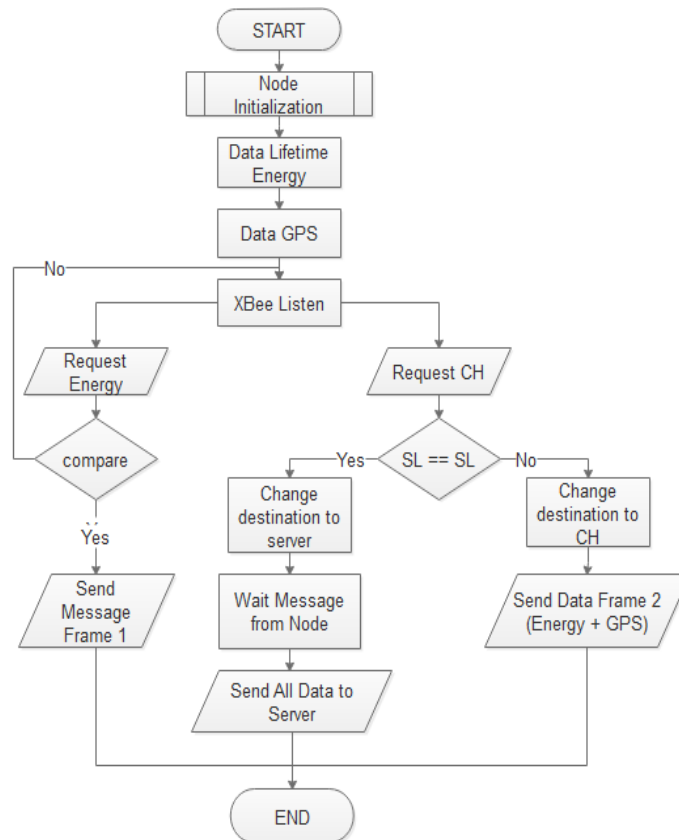 START
Node
Initialization
Data Lifetime
Energy
Data GPS
No
XBee Listen
Request
Energy
Request CH
compare
Yes
SL == SL
No
Change
destination to
server
Change
destination to
CH
Yes
Send
Message
Frame 1
Wait Message
from Node
Send Data Frame 2
(Energy + GPS)
Send All Data to
Server
END